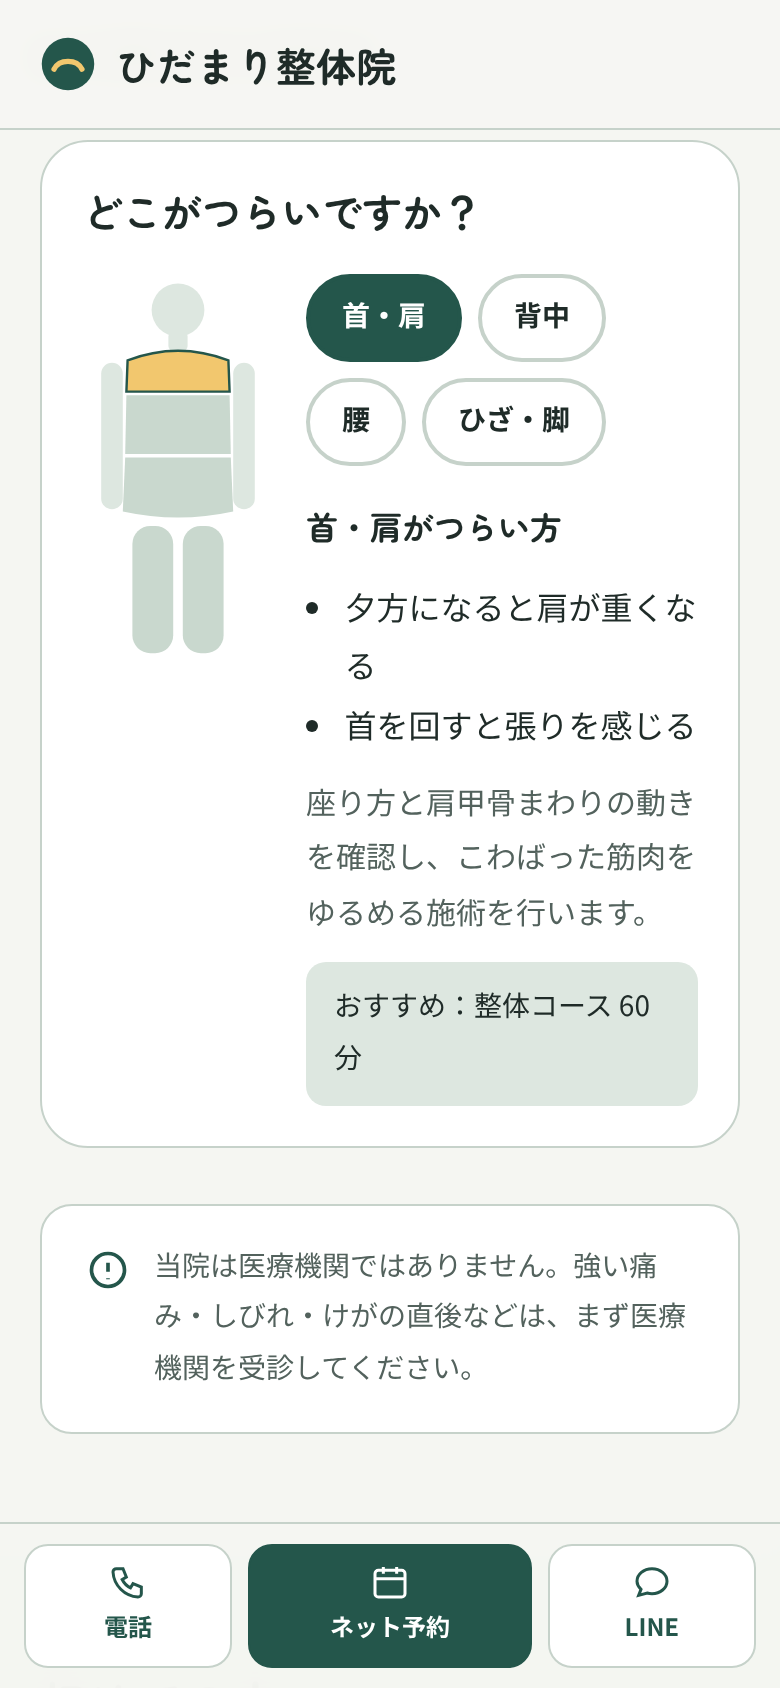 ひだまり整体院
どこがつらいですか？
首・肩
背中
腰
ひざ・脚
首・肩がつらい方
夕方になると肩が重くな
る
首を回すと張りを感じる
座り方と肩甲骨まわりの動き
を確認し、こわばった筋肉を
ゆるめる施術を行います。
おすすめ：整体コース 60
分
当院は医療機関ではありません。強い痛
み・しびれ・けがの直後などは、まず医療
機関を受診してください。
電話
ネット予約
LINE